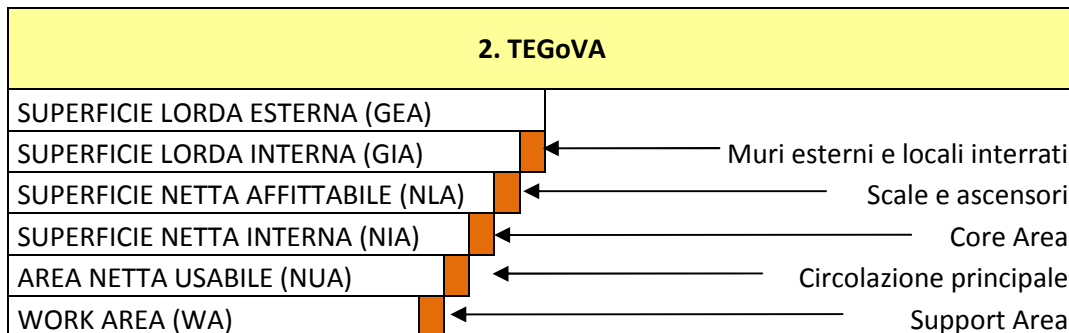 2. TEGoVA
SUPERFICIE LORDA ESTERNA (GEA)
SUPERFICIE LORDA INTERNA (GIA)
Muri esterni e locali interrati
SUPERFICIE NETTA AFFITTABILE (NLA)
Scale e ascensori
SUPERFICIE NETTA INTERNA (NIA)
Core Area
AREA NETTA USABILE (NUA)
Circolazione principale
WORK AREA (WA)
Support Area